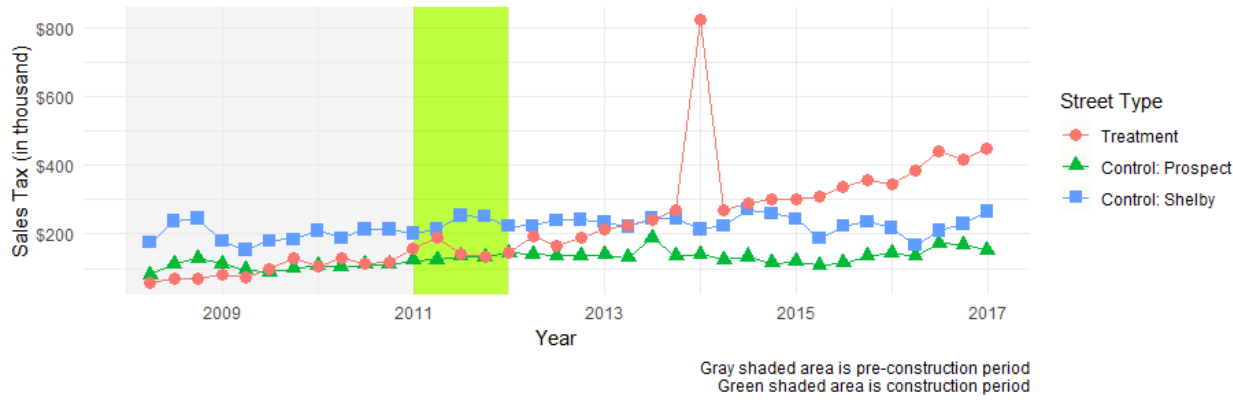 Sales Tax (in thousand)
$800
$600
$400
$200
2009 2011 2013 2015 2017
Year
Street Type
Treatment
Control: Prospect
Control: Shelby
Gray shaded area is pre-construction period
Green shaded area is construction period